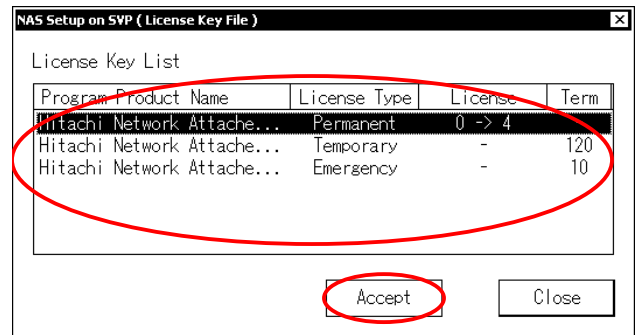 NAS Setup on SVP ( License Key File )
License Key List
Program Product Name License Type License Term
Hitachi Network Attache... Permanent 0 -> 4
Hitachi Network Attache... Temporary - 120
Hitachi Network Attache... Emergency - 10
Accept Close